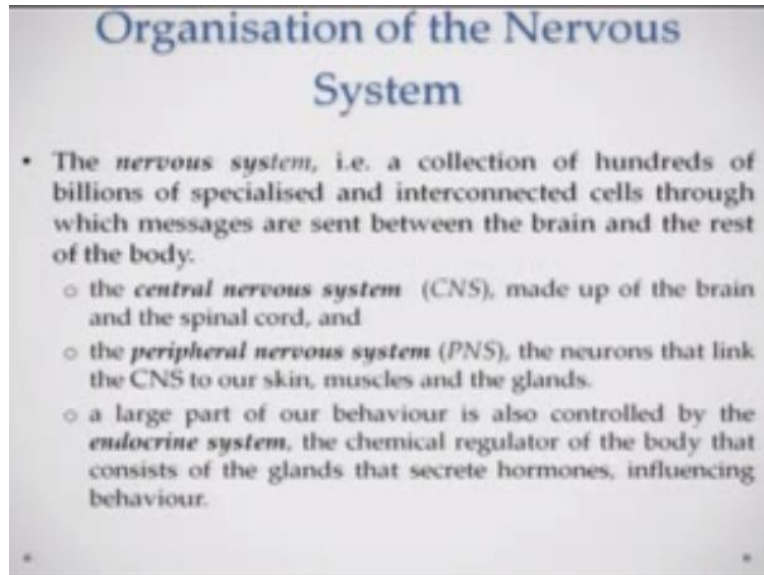 Organisation of the Nervous
System
• The nervous system, i.e. a collection of hundreds of
billions of specialised and interconnected cells through
which messages are sent between the brain and the rest
of the body.
o the central nervous system (CNS), made up of the brain
and the spinal cord, and
o the peripheral nervous system (PNS), the neurons that link
the CNS to our skin, muscles and the glands.
o a large part of our behaviour is also controlled by the
endocrine system, the chemical regulator of the body that
consists of the glands that secrete hormones, influencing
behaviour.